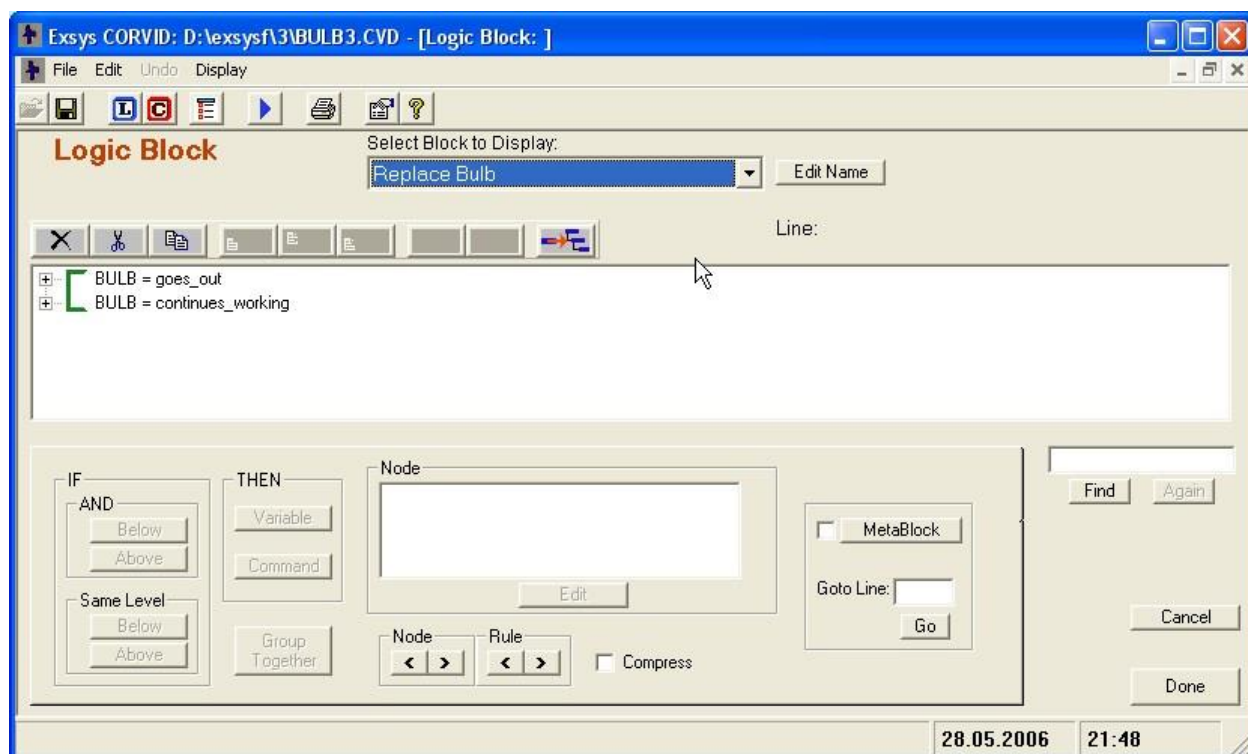 Exsys CORVID: D:\exsysf\3\BULB3.CVD - [Logic Block: ]
File Edit Undo Display
L C
Logic Block
Select Block to Display:
Replace Bulb
Edit Name
Line:
BULB = goes_out
BULB = continues_working
IF
AND
Below
Above
Same Level
Below
Above
THEN
Variable
Command
Group
Together
Node
Edit
Node
< >
Rule
< >
Compress
MetaBlock
Goto Line:
Go
Find
Again
Cancel
Done
28.05.2006 21:48